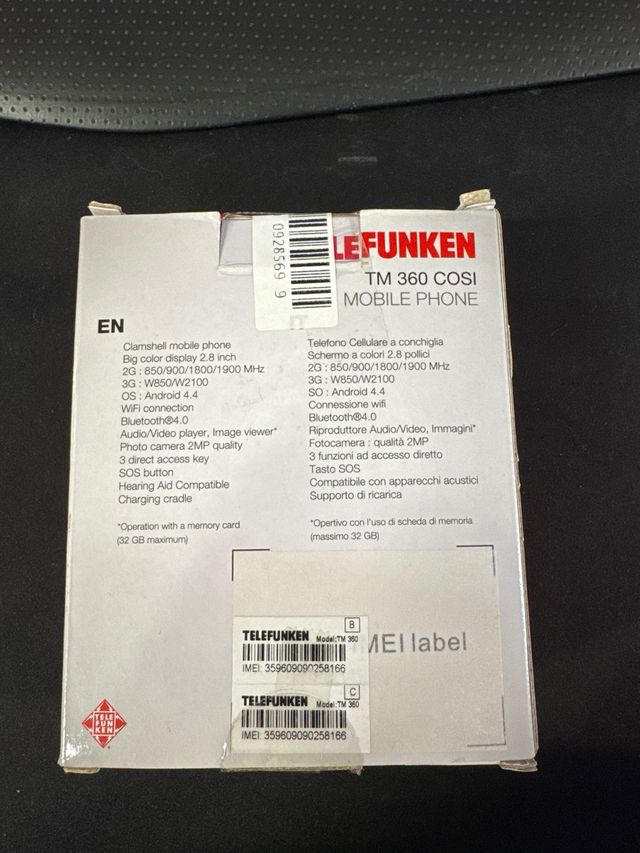 0928569 9
LEFUNKEN
TM 360 COSI
MOBILE PHONE
EN
Clamshell mobile phone
Big color display 2.8 inch
2G : 850/900/1800/1900 MHz
3G : W850/W2100
OS : Android 4.4
WiFi connection
Bluetooth®4.0
Audio/Video player, Image viewer*
Photo camera 2MP quality
3 direct access key
SOS button
Hearing Aid Compatible
Charging cradle
*Operation with a memory card
(32 GB maximum)
Telefono Cellulare a conchiglia
Schermo a colori 2.8 pollici
2G : 850/900/1800/1900 MHz
3G : W850/W2100
SO : Android 4.4
Connessione wifi
Bluetooth®4.0
Riproduttore Audio/Video, Immagini*
Fotocamera : qualità 2MP
3 funzioni ad accesso diretto
Tasto SOS
Compatibile con apparecchi acustici
Supporto di ricarica
*Opertivo con l'uso di scheda di memoria
(massimo 32 GB)
MEI label
B
TELEFUNKEN Model:TM 360
IMEI: 359609090258166
C
TELEFUNKEN Model:TM 360
IMEI: 359609090258166
TELE
FUN
KEN